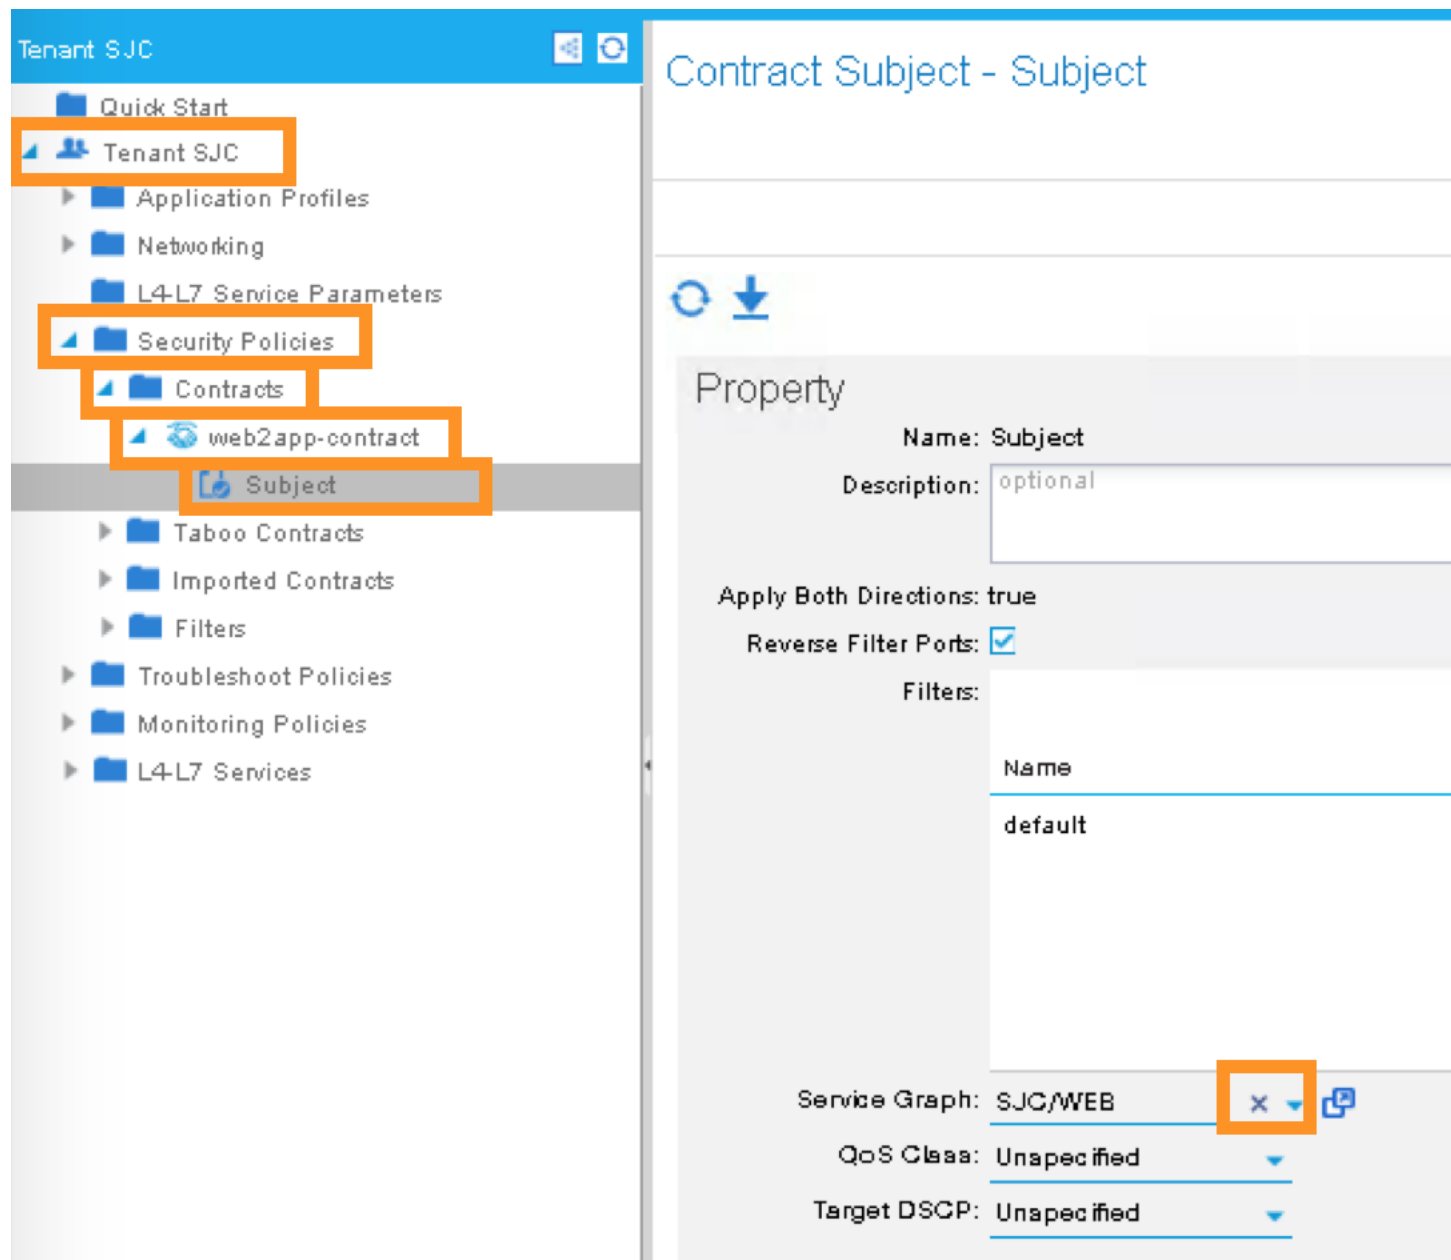 Tenant SJC
Quick Start
Tenant SJC
Application Profiles
Networking
L4-L7 Service Parameters
Security Policies
Contracts
web2app-contract
Subject
Taboo Contracts
Imported Contracts
Filters
Troubleshoot Policies
Monitoring Policies
L4-L7 Services
Contract Subject - Subject
Property
Name: Subject
Description: optional
Apply Both Directions: true
Reverse Filter Ports:
Filters:
Name
default
Service Graph: SJC/WEB
QoS Class: Unspecified
Target DSCP: Unspecified